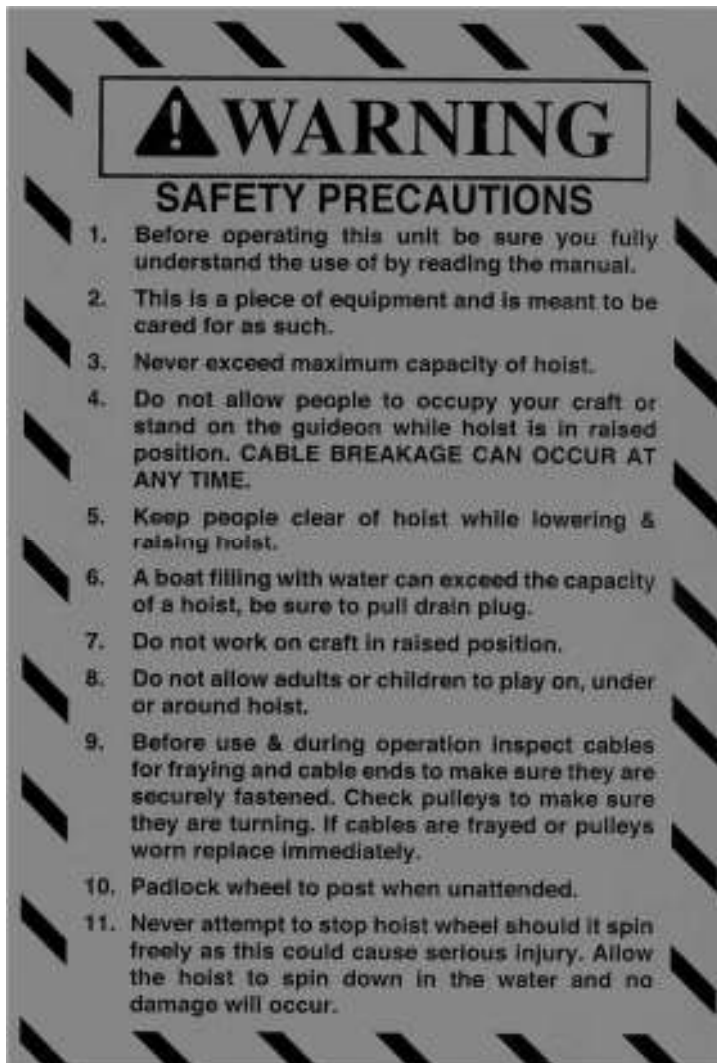 WARNING
SAFETY PRECAUTIONS
1. Before operating this unit be sure you fully
understand the use of by reading the manual.
2. This is a piece of equipment and is meant to be
cared for as such.
3. Never exceed maximum capacity of hoist.
4. Do not allow people to occupy your craft or
stand on the guideon while hoist is in raised
position. CABLE BREAKAGE CAN OCCUR AT
ANY TIME.
5. Keep people clear of hoist while lowering &
raising hoist.
6. A boat filling with water can exceed the capacity
of a hoist, be sure to pull drain plug.
7. Do not work on craft in raised position.
8. Do not allow adults or children to play on, under
or around hoist.
9. Before use & during operation inspect cables
for fraying and cable ends to make sure they are
securely fastened. Check pulleys to make sure
they are turning. If cables are frayed or pulleys
worn replace immediately.
10. Padlock wheel to post when unattended.
11. Never attempt to stop hoist wheel should it spin
freely as this could cause serious injury. Allow
the hoist to spin down in the water and no
damage will occur.